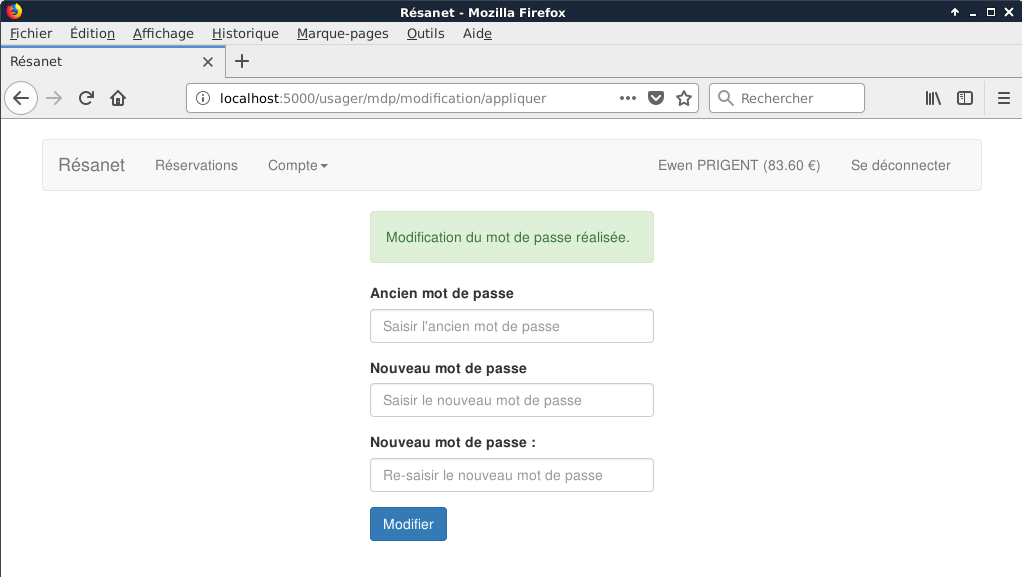 Résanet - Mozilla Firefox
Fichier Édition Affichage Historique Marque-pages Outils Aide
Résanet
localhost:5000/usager/mdp/modification/appliquer Rechercher
Résanet Réservations Compte Ewen PRIGENT (83.60 €) Se déconnecter
Modification du mot de passe réalisée.
Ancien mot de passe
Saisir l'ancien mot de passe
Nouveau mot de passe
Saisir le nouveau mot de passe
Nouveau mot de passe :
Re-saisir le nouveau mot de passe
Modifier